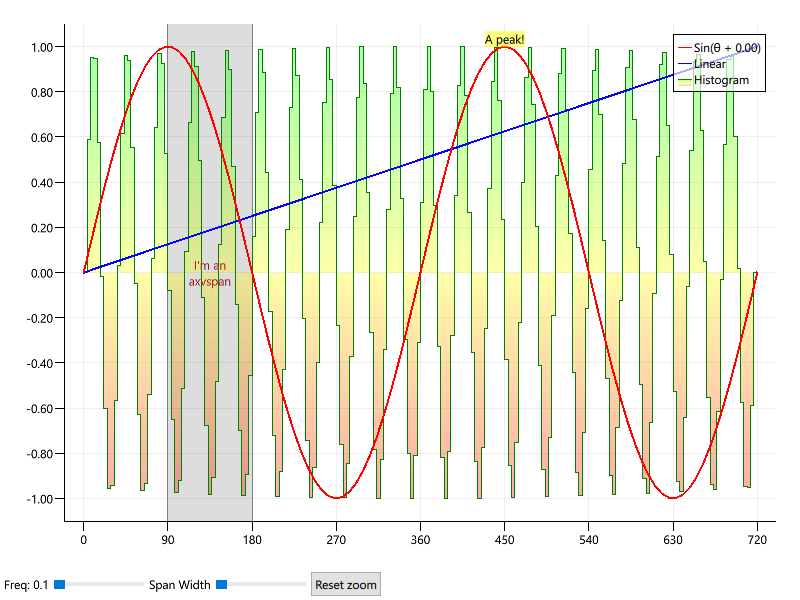 A peak!
Sin(θ + 0.00)
Linear
Histogram
1.00
0.80
0.60
0.40
0.20
0.00
-0.20
-0.40
-0.60
-0.80
-1.00
I'm an
axvspan
0 90 180 270 360 450 540 630 720
Freq: 0.1 Span Width Reset zoom